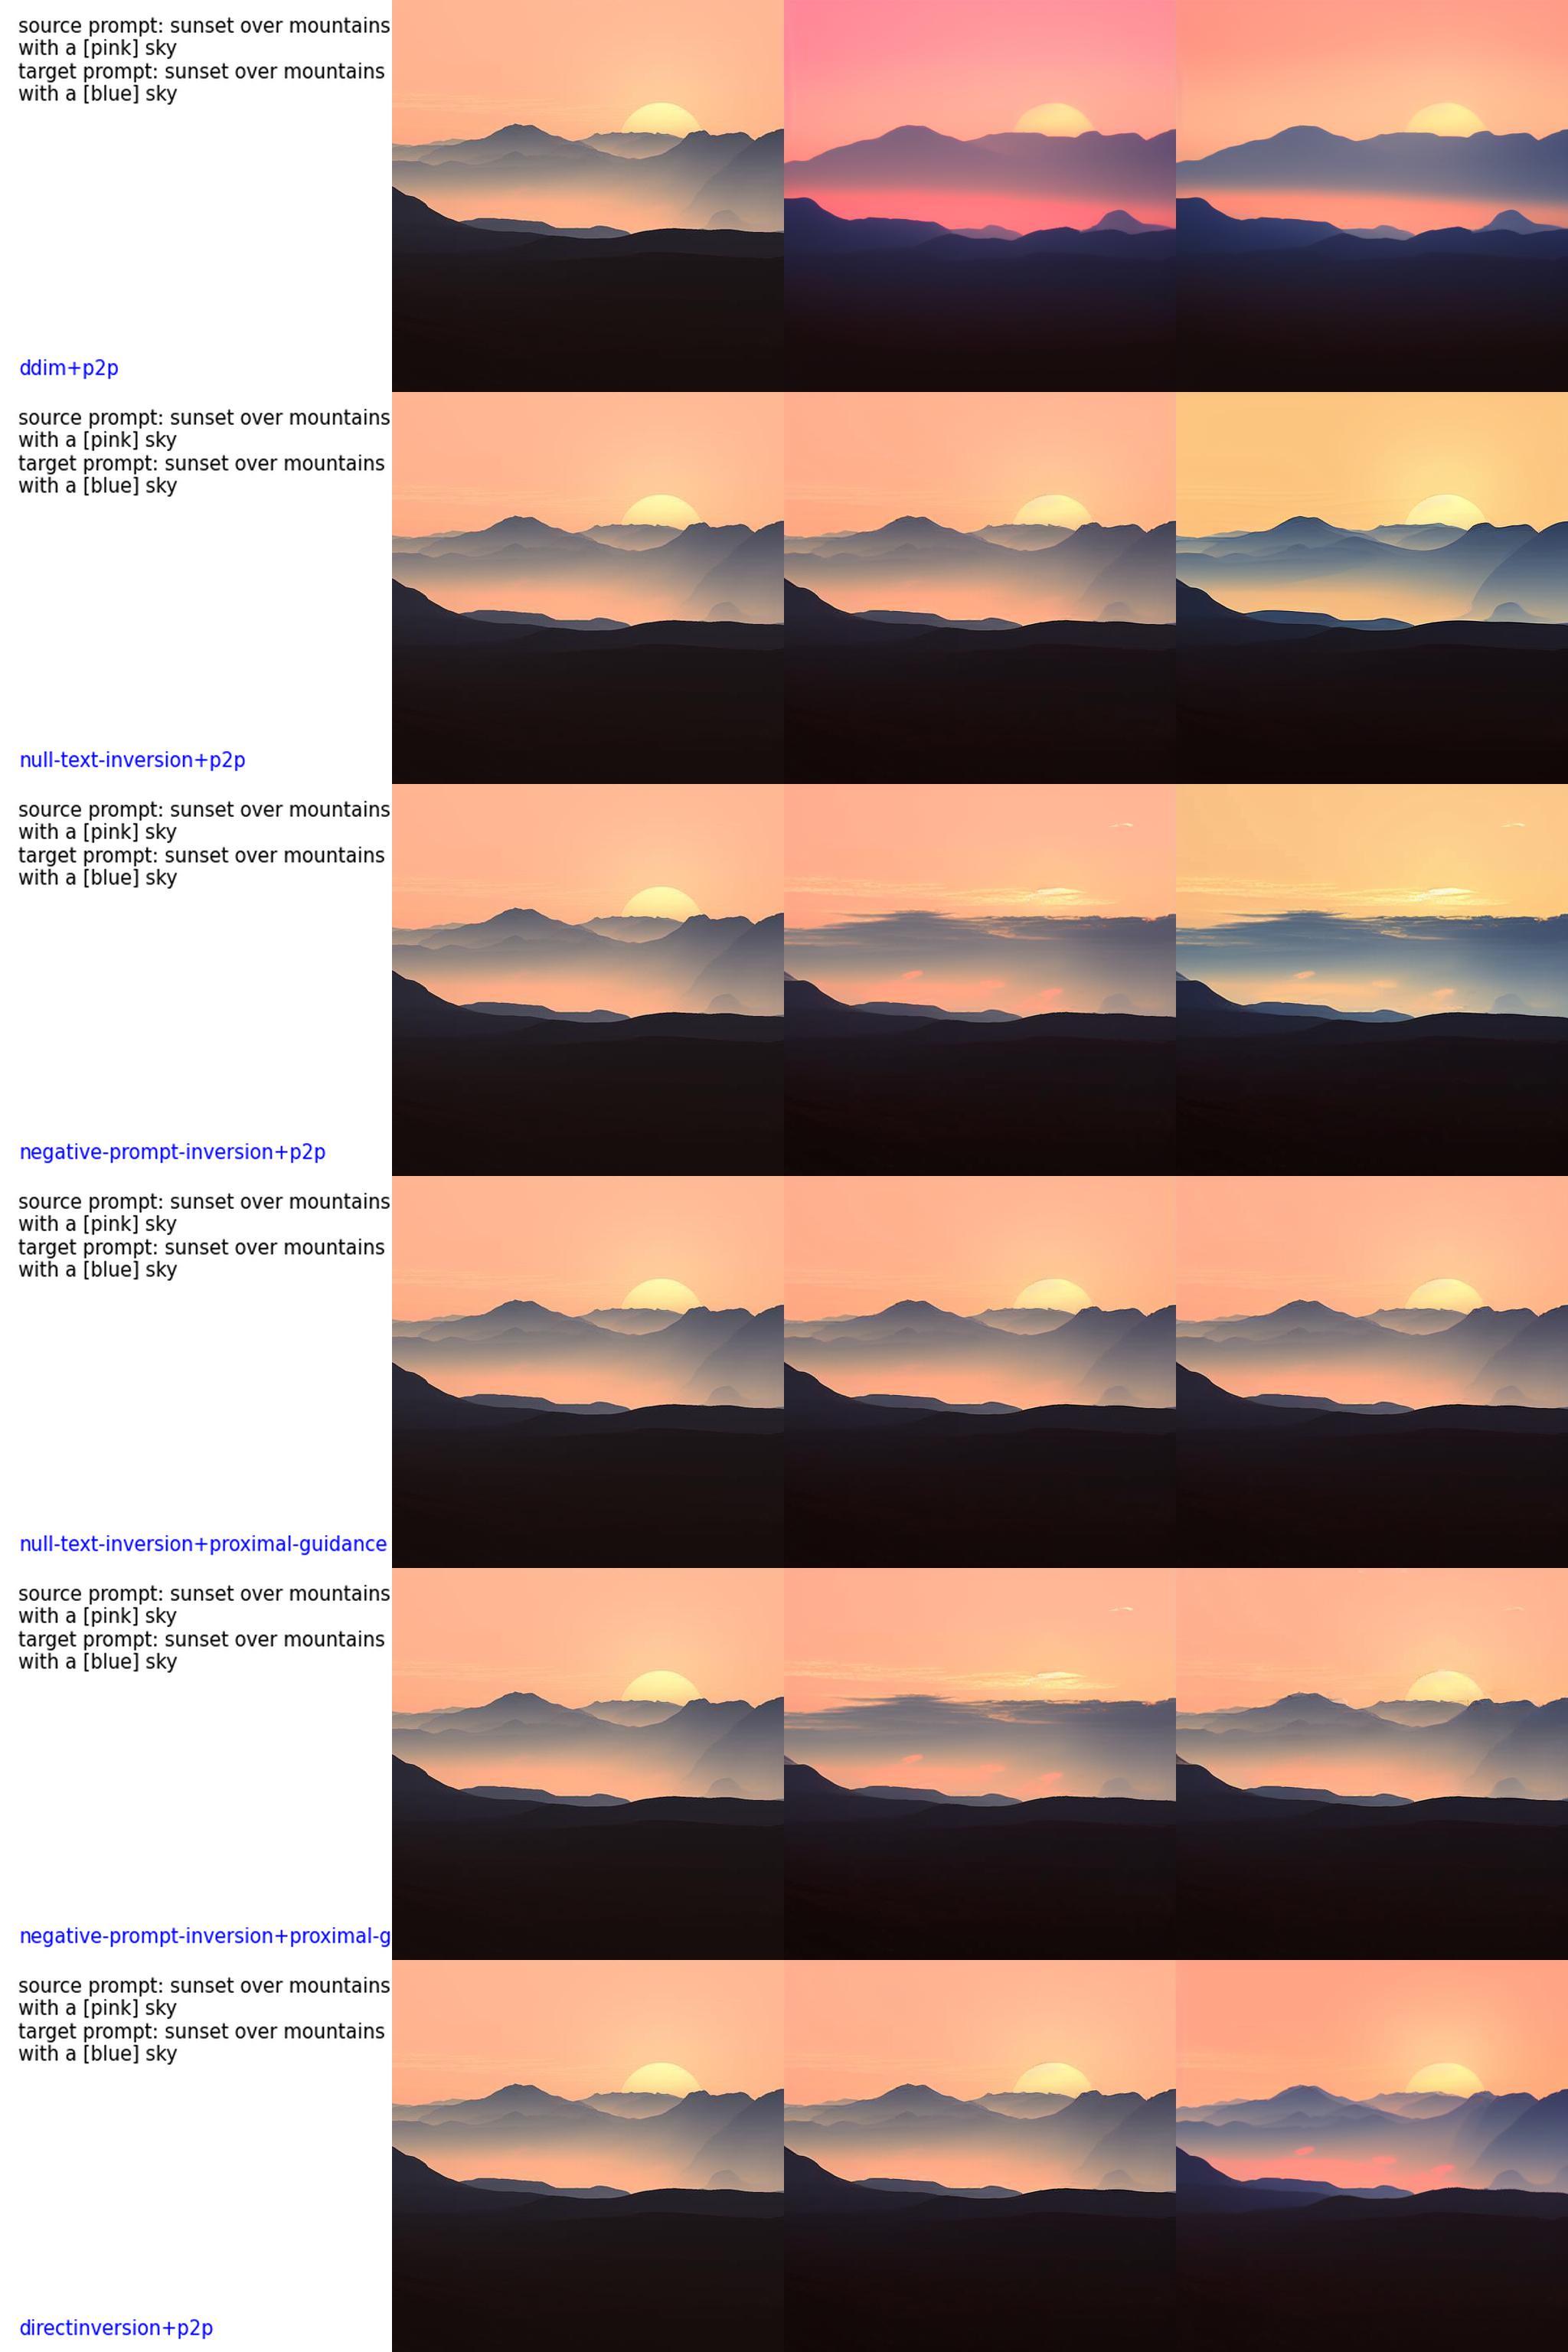 source prompt: sunset over mountains
with a [pink] sky
target prompt: sunset over mountains
with a [blue] sky
ddim+p2p
source prompt: sunset over mountains
with a [pink] sky
target prompt: sunset over mountains
with a [blue] sky
null-text-inversion+p2p
source prompt: sunset over mountains
with a [pink] sky
target prompt: sunset over mountains
with a [blue] sky
negative-prompt-inversion+p2p
source prompt: sunset over mountains
with a [pink] sky
target prompt: sunset over mountains
with a [blue] sky
null-text-inversion+proximal-guidance
source prompt: sunset over mountains
with a [pink] sky
target prompt: sunset over mountains
with a [blue] sky
negative-prompt-inversion+proximal-g
source prompt: sunset over mountains
with a [pink] sky
target prompt: sunset over mountains
with a [blue] sky
directinversion+p2p